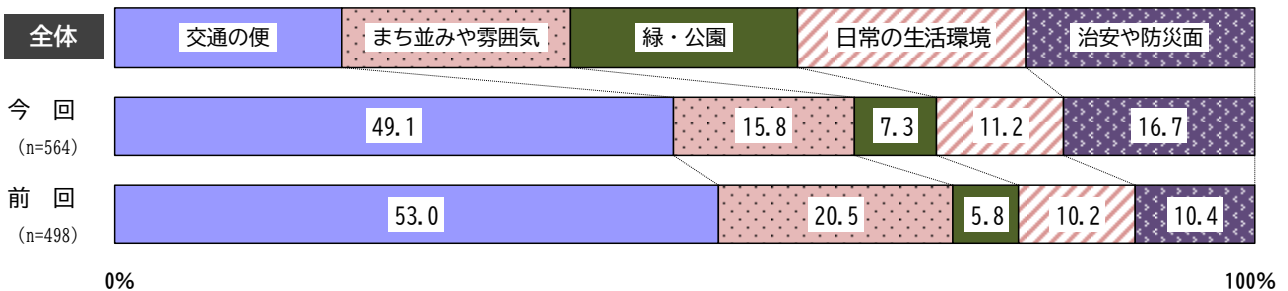 全体 交通の便 まち並みや雰囲気 緑・公園 日常の生活環境 治安や防災面
今 回
49.1 15.8 7.3 11.2 16.7
(n=564)
前 回
53.0 20.5 5.8 10.2 10.4
(n=498)
0% 100%